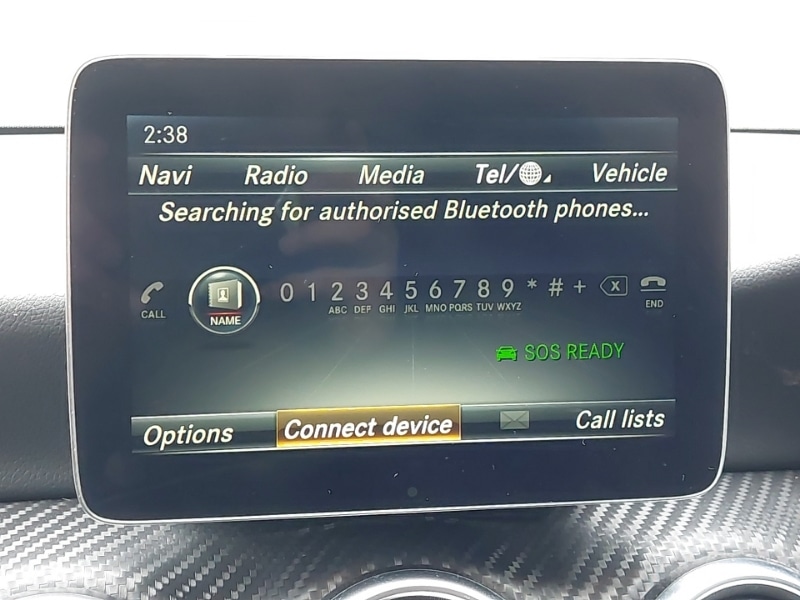 2:38
Navi Radio Media Tel/ Vehicle
Searching for authorised Bluetooth phones...
CALL NAME 0 1 2 3 4 5 6 7 8 9 * # + X END
ABC DEF GHI JKL MNO PQRS TUV WXYZ
SOS READY
Options Connect device Call lists